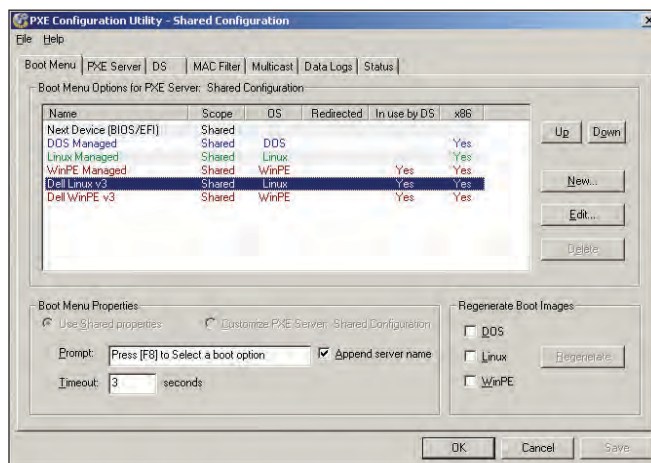 PXE Configuration Utility - Shared Configuration
File Help
Boot Menu PXE Server DS MAC Filter Multicast Data Logs Status
Boot Menu Options for PXE Server: Shared Configuration
Name Scope OS Redirected In use by DS x86
Next Device (BIOS/EFI) Shared
DOS Managed Shared DOS Yes
Linux Managed Shared Linux Yes
WinPE Managed Shared WinPE Yes Yes
Dell Linux v3 Shared Linux Yes Yes
Dell WinPE v3 Shared WinPE Yes Yes
Up Down
New...
Edit...
Delete
Boot Menu Properties
Use Shared properties Customize PXE Server: Shared Configuration
Prompt: Press [F8] to Select a boot option Append server name
Timeout: 3 seconds
Regenerate Boot Images
DOS
Linux Regenerate
WinPE
OK Cancel Save